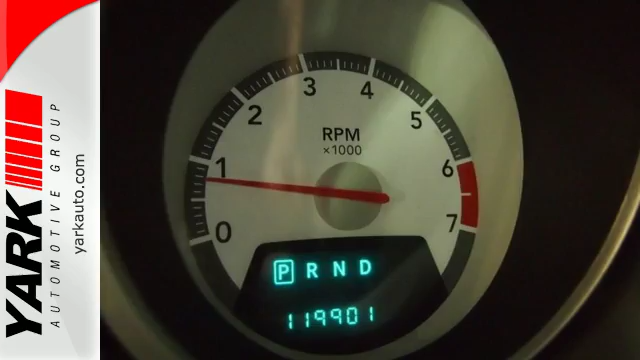 YARK
AUTOMOTIVE GROUP
yarkauto.com
0
1
2
3
4
5
6
7
RPM
×1000
P R N D
119901